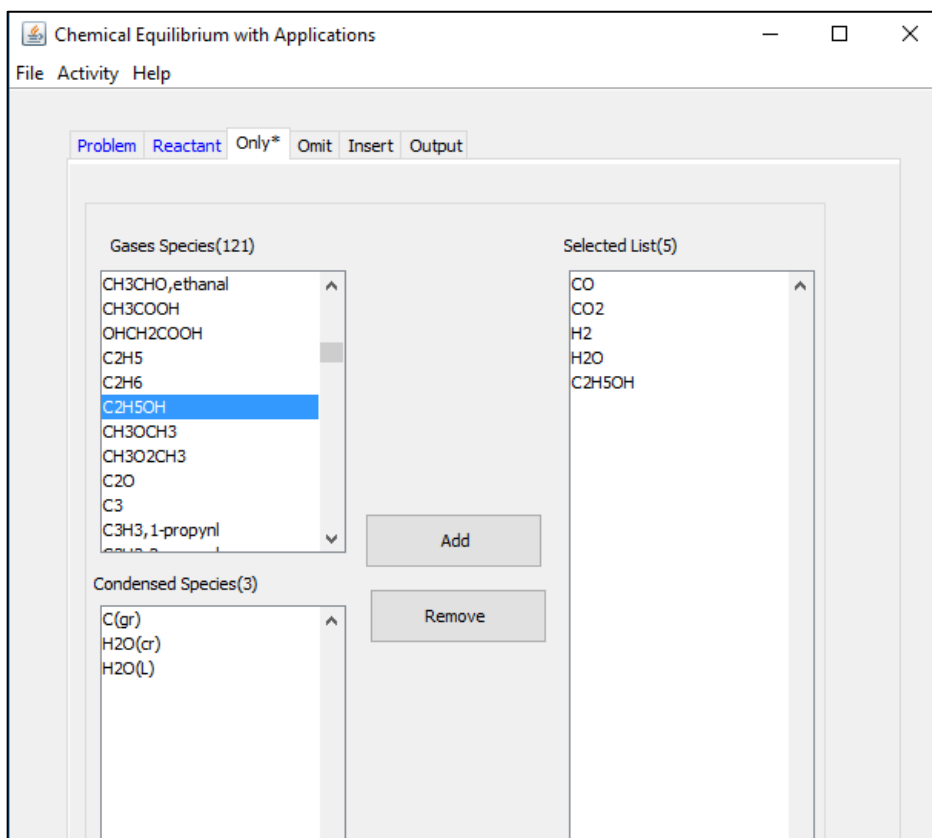 Chemical Equilibrium with Applications
File Activity Help
Problem Reactant Only* Omit Insert Output
Gases Species(121)
CH3CHO,ethanal
CH3COOH
OHCH2COOH
C2H5
C2H6
C2H5OH
CH3OCH3
CH3O2CH3
C2O
C3
C3H3,1-propynl
Condensed Species(3)
C(gr)
H2O(cr)
H2O(L)
Add
Remove
Selected List(5)
CO
CO2
H2
H2O
C2H5OH